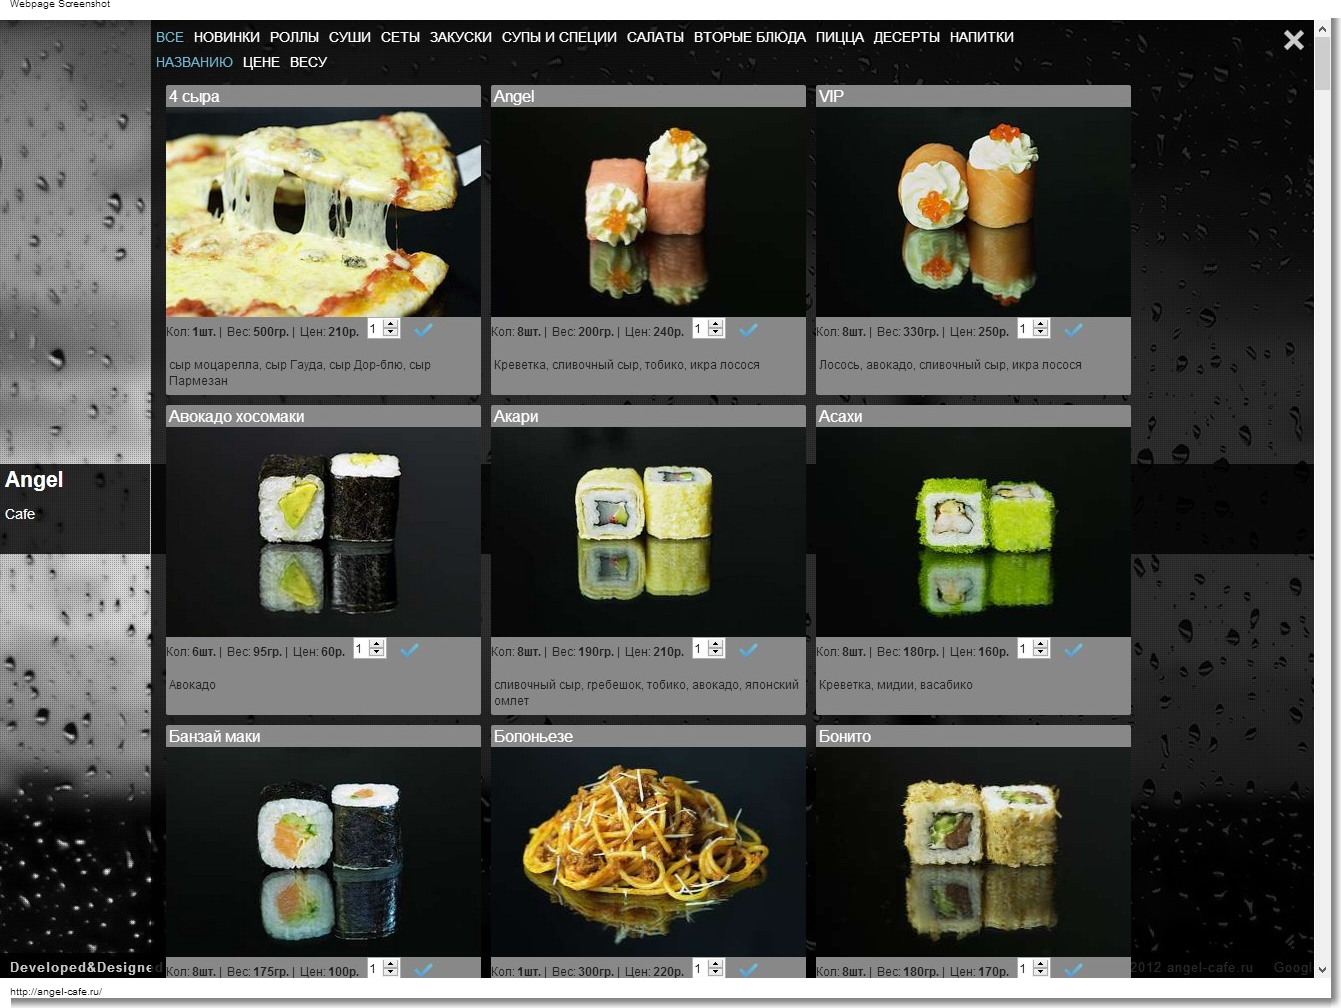 Webpage Screenshot
ВСЕ НОВИНКИ РОЛЛЫ СУШИ СЕТЫ ЗАКУСКИ СУПЫ И СПЕЦИИ САЛАТЫ ВТОРЫЕ БЛЮДА ПИЦЦА ДЕСЕРТЫ НАПИТКИ
НАЗВАНИЮ ЦЕНЕ ВЕСУ
4 сыра
Кол: 1шт. | Вес: 500гр. | Цен: 210р. 1
сыр моцарелла, сыр Гауда, сыр Дор-блю, сыр
Пармезан
Angel
Кол: 8шт. | Вес: 200гр. | Цен: 240р. 1
Креветка, сливочный сыр, тобико, икра лосося
VIP
Кол: 8шт. | Вес: 330гр. | Цен: 250р. 1
Лосось, авокадо, сливочный сыр, икра лосося
Angel
Cafe
Авокадо хосомаки
Кол: 6шт. | Вес: 95гр. | Цен: 60р. 1
Авокадо
Акари
Кол: 8шт. | Вес: 190гр. | Цен: 210р. 1
сливочный сыр, гребешок, тобико, авокадо, японский
омлет
Асахи
Кол: 8шт. | Вес: 180гр. | Цен: 160р. 1
Креветка, мидии, васабико
Банзай маки
Кол: 8шт. | Вес: 175гр. | Цен: 100р. 1
Болоньезе
Кол: 1шт. | Вес: 300гр. | Цен: 220р. 1
Бонито
Кол: 8шт. | Вес: 180гр. | Цен: 170р. 1
Developed&Designed
2012 angel-cafe.ru Googl
http://angel-cafe.ru/